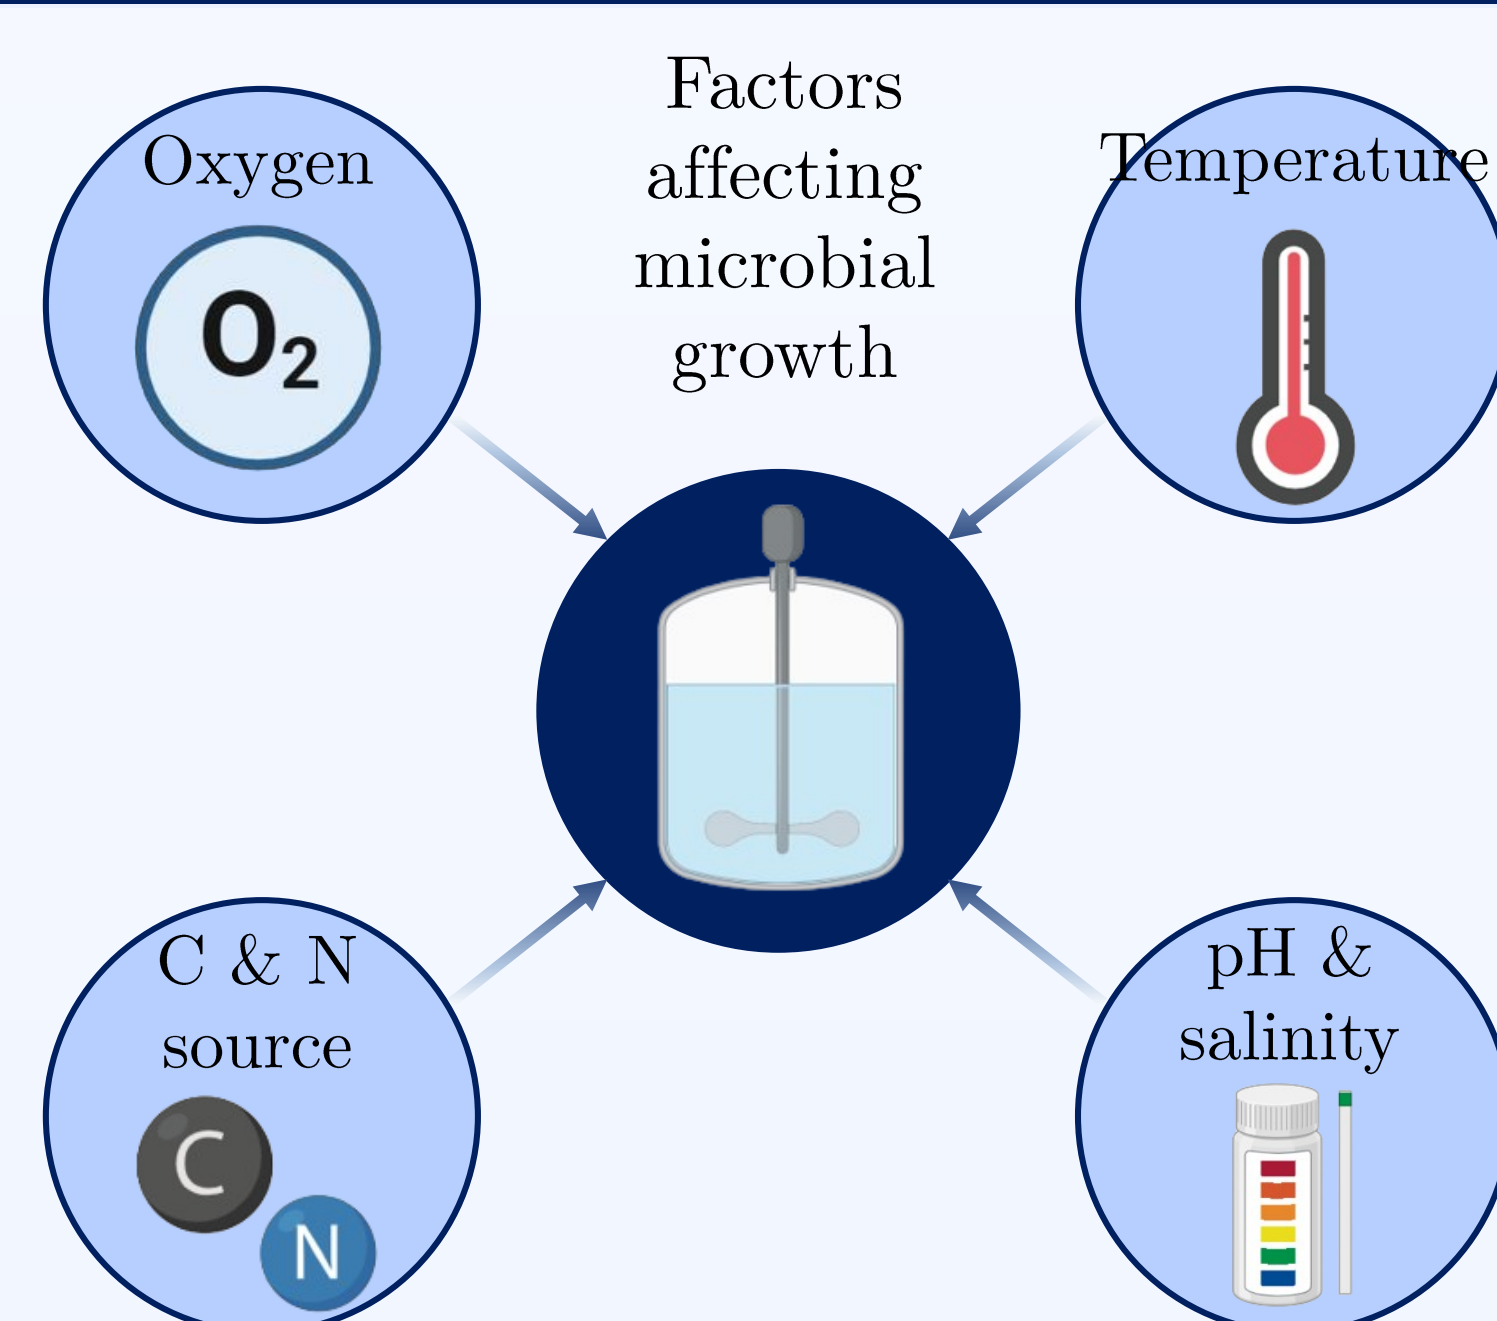 Factors
affecting
microbial
growth
Oxygen
O₂
Temperature
C & N
source
C
N
pH &
salinity